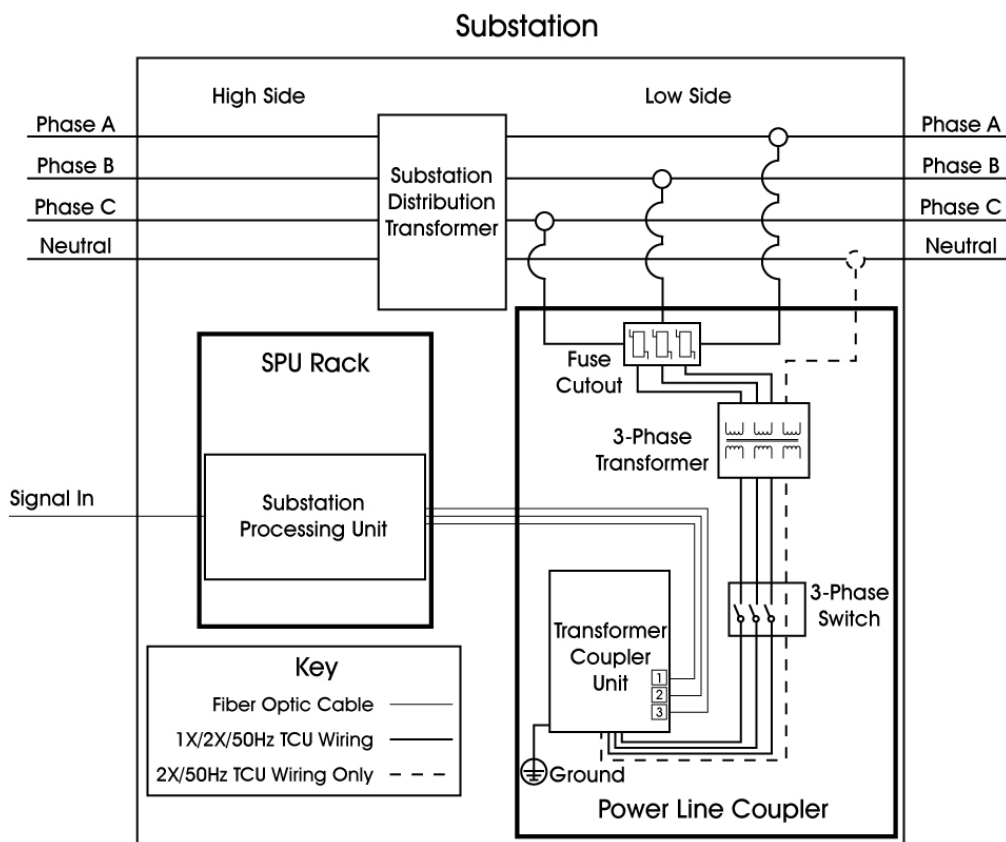 Substation
High Side
Low Side
Phase A
Phase B
Phase C
Neutral
Substation
Distribution
Transformer
Phase A
Phase B
Phase C
Neutral
SPU Rack
Substation
Processing Unit
Signal In
Fuse
Cutout
3-Phase
Transformer
3-Phase
Switch
Transformer
Coupler
Unit
1
2
3
Ground
Power Line Coupler
Key
Fiber Optic Cable
1X/2X/50Hz TCU Wiring
2X/50Hz TCU Wiring Only